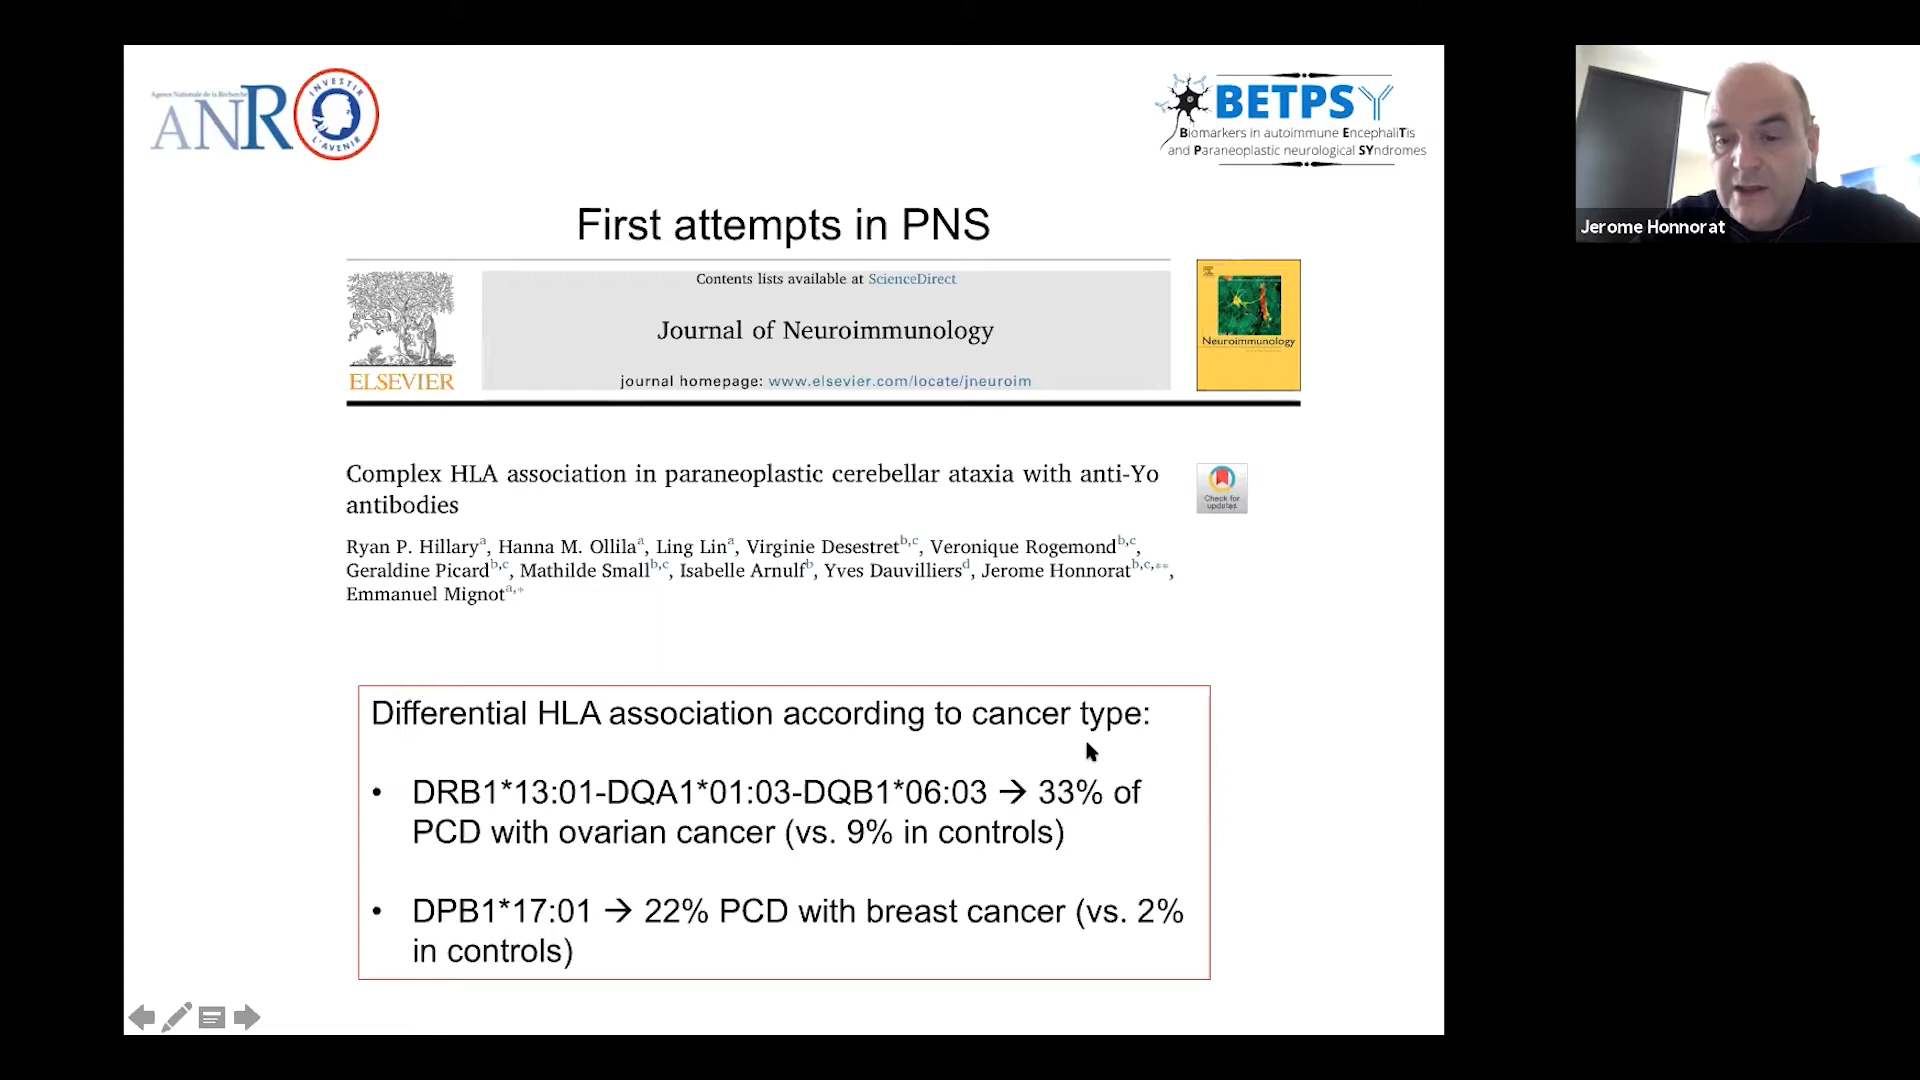 Agence Nationale de la Recherche
ANR
INVESTIR
L'AVENIR
BETPSY
Biomarkers in autoimmune EncephaliTis
and Paraneoplastic neurological SYndromes
Jerome Honnorat
First attempts in PNS
Contents lists available at ScienceDirect
Journal of Neuroimmunology
journal homepage: www.elsevier.com/locate/jneuroim
ELSEVIER
Neuroimmunology
Complex HLA association in paraneoplastic cerebellar ataxia with anti-Yo
antibodies
Check for
updates
Ryan P. Hillaryᵃ, Hanna M. Ollilaᵃ, Ling Linᵃ, Virginie Desestretᵇ,ᶜ, Veronique Rogemondᵇ,ᶜ,
Geraldine Picardᵇ,ᶜ, Mathilde Smallᵇ,ᶜ, Isabelle Arnulfᵇ, Yves Dauvilliersᵈ, Jerome Honnoratᵇ,ᶜ,**,
Emmanuel Mignotᵃ,*
Differential HLA association according to cancer type:
• DRB1*13:01-DQA1*01:03-DQB1*06:03 → 33% of
PCD with ovarian cancer (vs. 9% in controls)
• DPB1*17:01 → 22% PCD with breast cancer (vs. 2%
in controls)